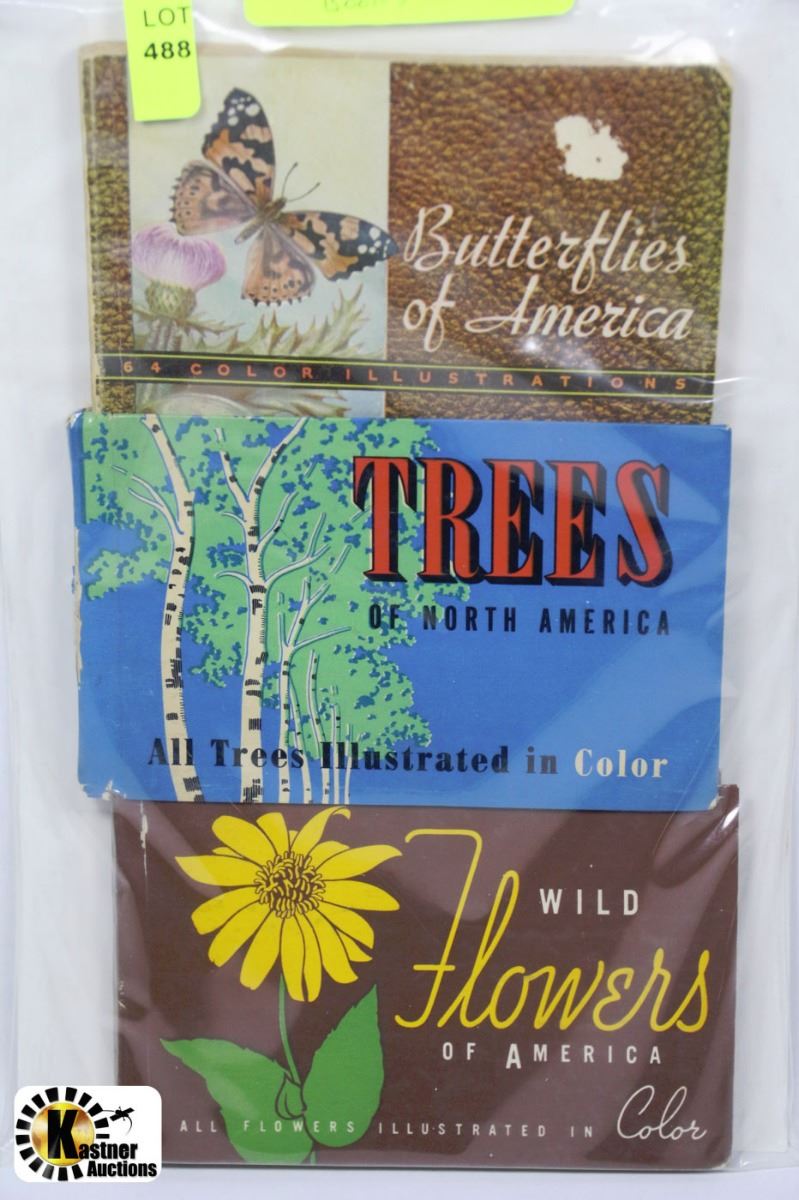 LOT
488
Butterflies
of America
64 COLOR ILLUSTRATIONS
TREES
OF NORTH AMERICA
All Trees Illustrated in Color
WILD
Flowers
OF AMERICA
ALL FLOWERS ILLUSTRATED IN Color
Kastner
Auctions